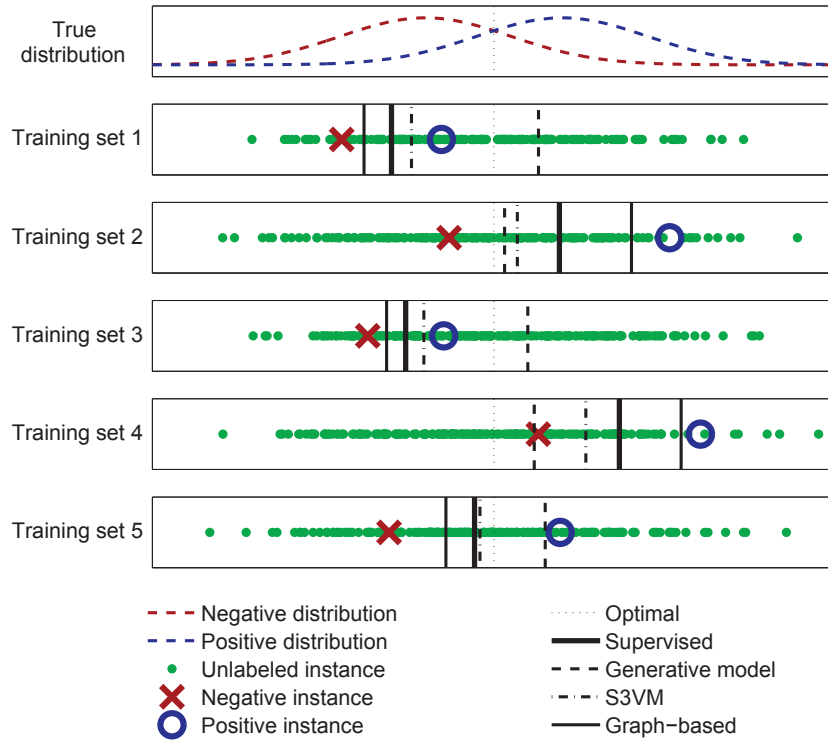 True
distribution
Training set 1
Training set 2
Training set 3
Training set 4
Training set 5
Negative distribution
Positive distribution
Unlabeled instance
Negative instance
Positive instance
Optimal
Supervised
Generative model
S3VM
Graph−based